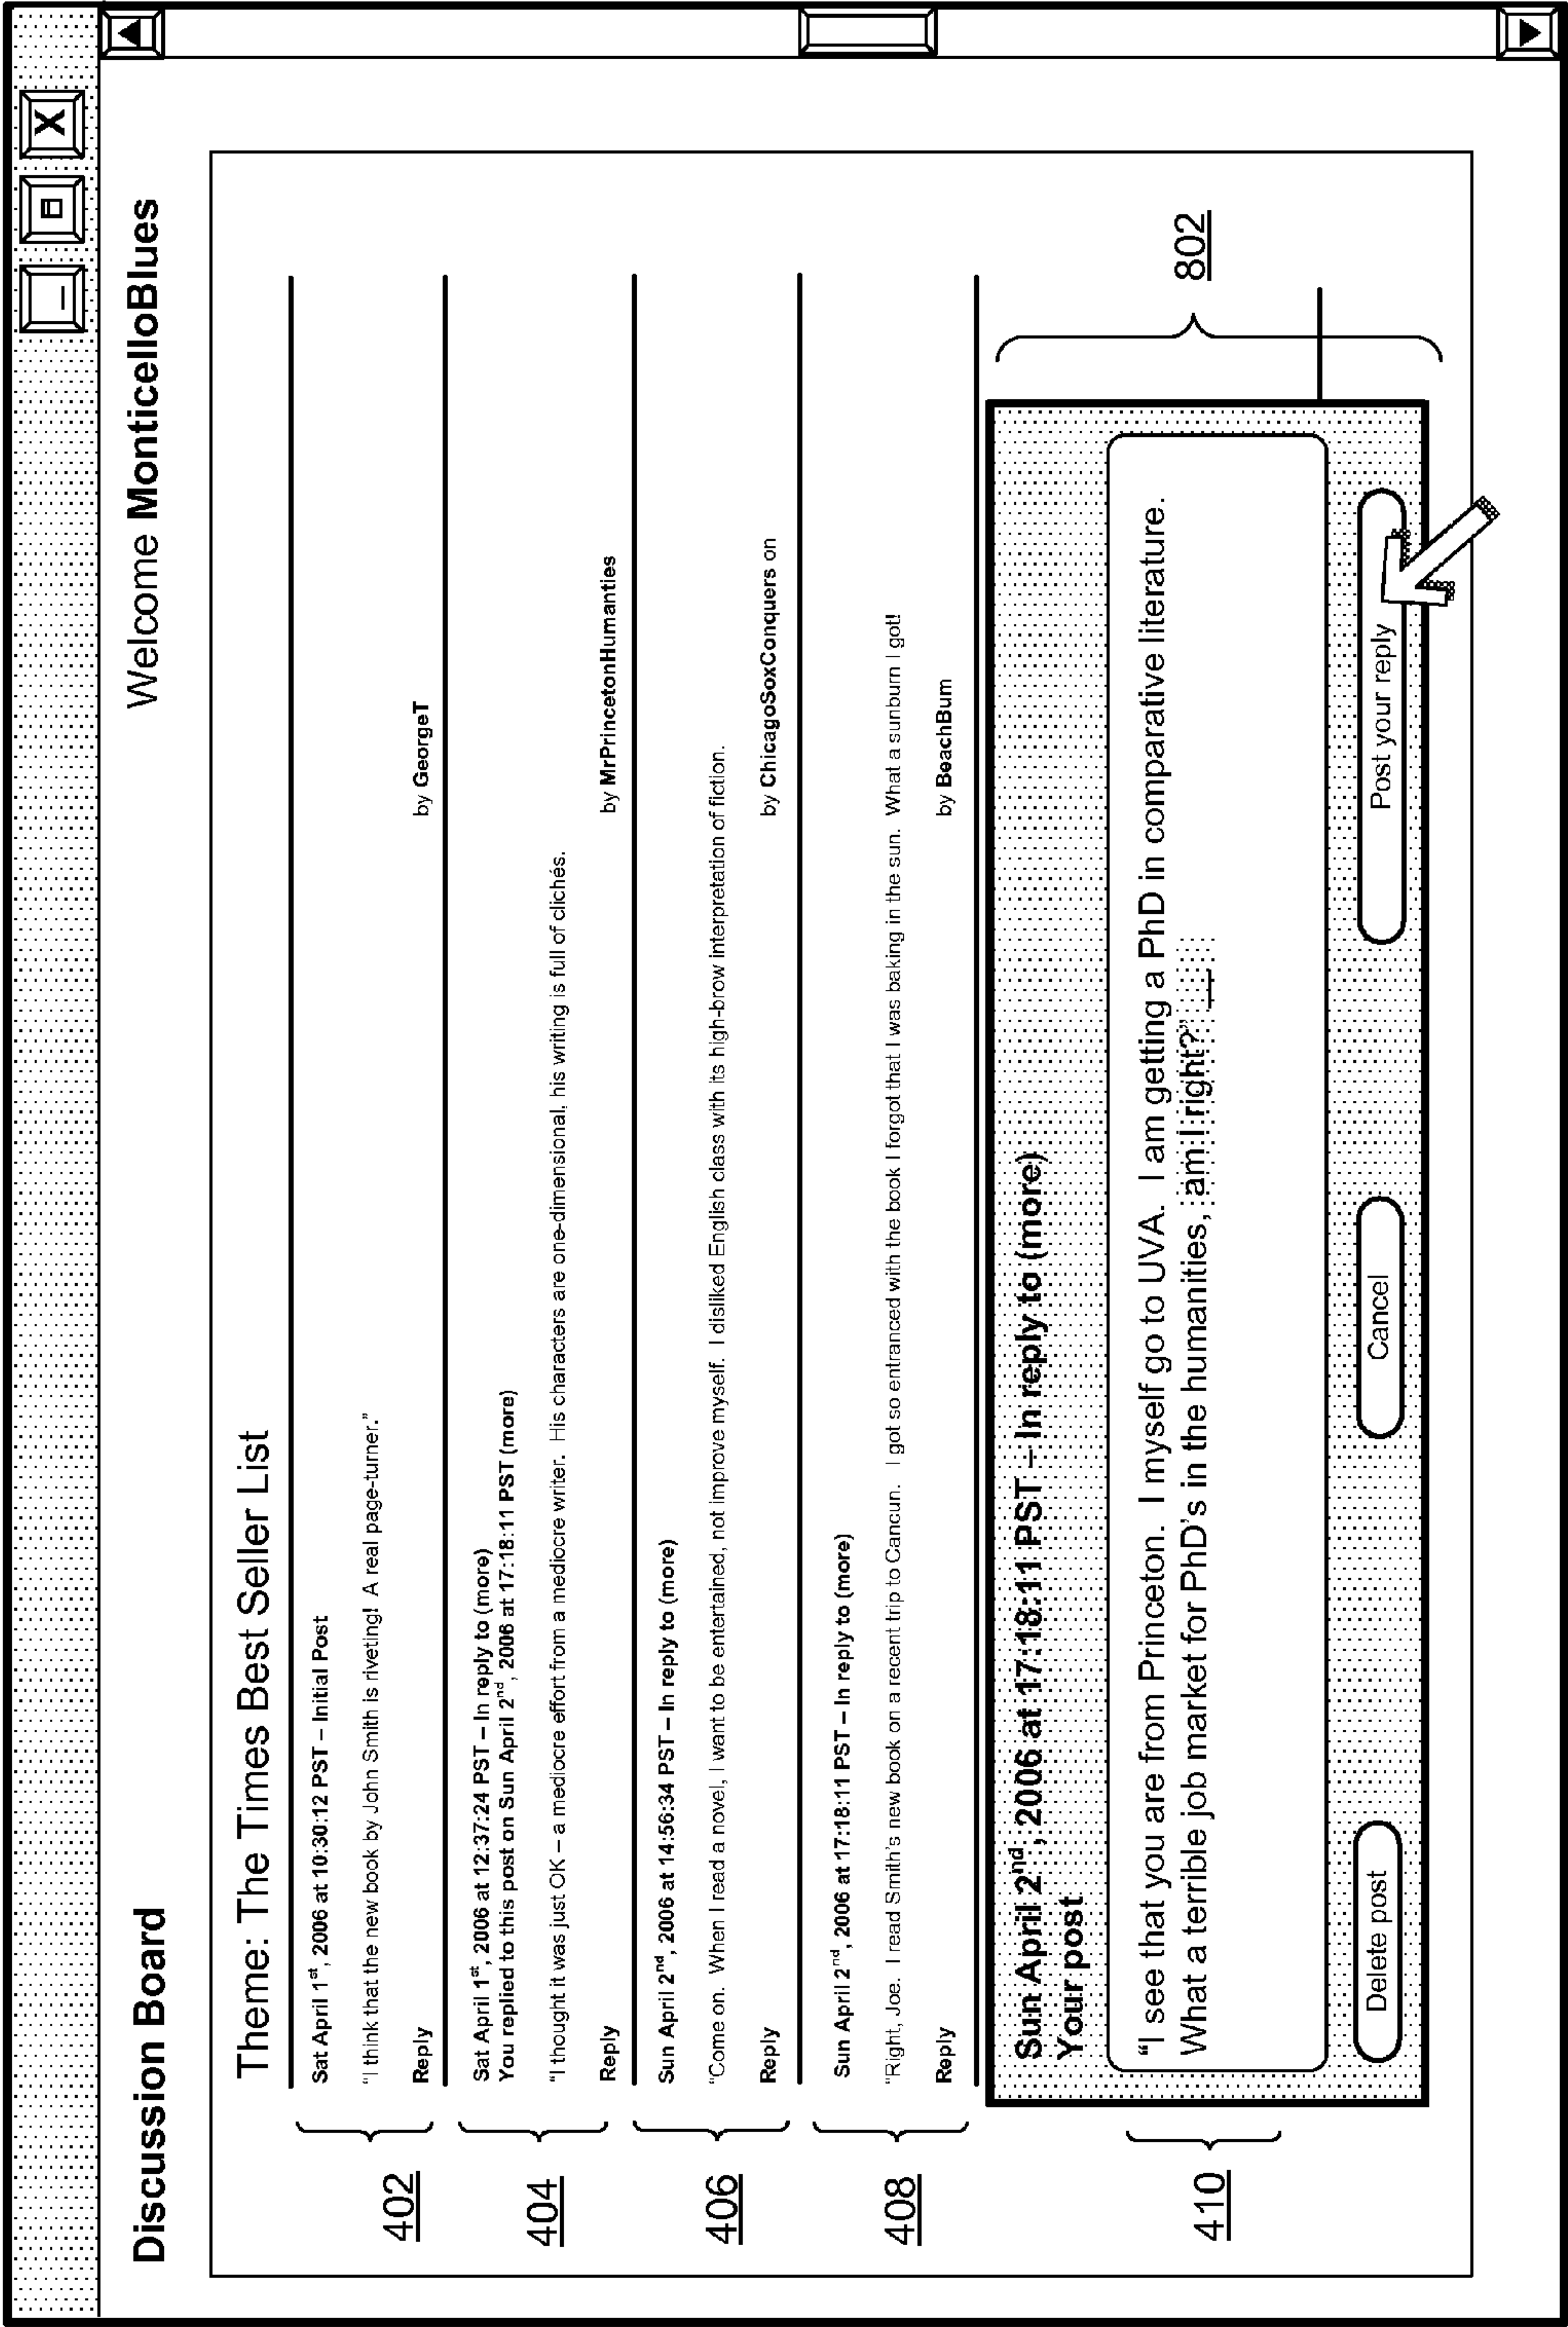 X
Discussion Board
Welcome MonticelloBlues
Theme: The Times Best Seller List
402
Sat April 1st, 2006 at 10:30:12 PST – Initial Post
“I think that the new book by John Smith is riveting!  A real page-turner.”
Reply
by GeorgeT
404
Sat April 1st, 2006 at 12:37:24 PST – In reply to (more)
You replied to this post on Sun April 2nd, 2006 at 17:18:11 PST (more)
“I thought it was just OK – a mediocre effort from a mediocre writer.  His characters are one-dimensional, his writing is full of clichés.
Reply
by MrPrincetonHumanties
406
Sun April 2nd, 2006 at 14:56:34 PST – In reply to (more)
“Come on.  When I read a novel, I want to be entertained, not improve myself.  I disliked English class with its high-brow interpretation of fiction.
Reply
by ChicagoSoxConquers on
408
Sun April 2nd, 2006 at 17:18:11 PST – In reply to (more)
“Right, Joe.  I read Smith’s new book on a recent trip to Cancun.   I got so entranced with the book I forgot that I was baking in the sun.  What a sunburn I got!
Reply
by BeachBum
410
802
Sun April 2nd, 2006 at 17:18:11 PST – In reply to (more)
Your post
“I see that you are from Princeton.  I myself go to UVA.  I am getting a PhD in comparative literature.
What a terrible job market for PhD’s in the humanities, am I right?”
Delete post
Cancel
Post your reply